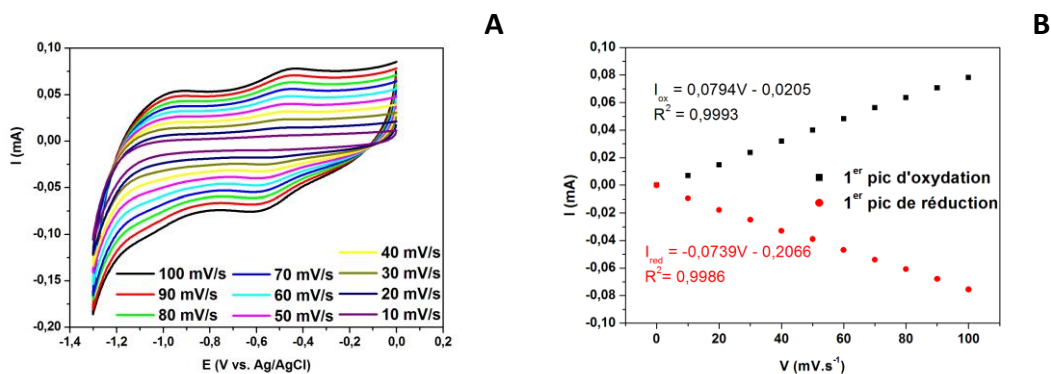 A
0,10
0,05
0,00
-0,05
-0,10
-0,15
-0,20
I (mA)
100 mV/s
90 mV/s
80 mV/s
70 mV/s
60 mV/s
50 mV/s
40 mV/s
30 mV/s
20 mV/s
10 mV/s
-1,4 -1,2 -1,0 -0,8 -0,6 -0,4 -0,2 0,0 0,2
E (V vs. Ag/AgCl)
B
0,10
0,08
0,06
0,04
0,02
0,00
-0,02
-0,04
-0,06
-0,08
-0,10
I (mA)
Iox = 0,0794V - 0,0205
R² = 0,9993
1er pic d'oxydation
1er pic de réduction
Ired = -0,0739V - 0,2066
R² = 0,9986
0 20 40 60 80 100
V (mV.s-1)